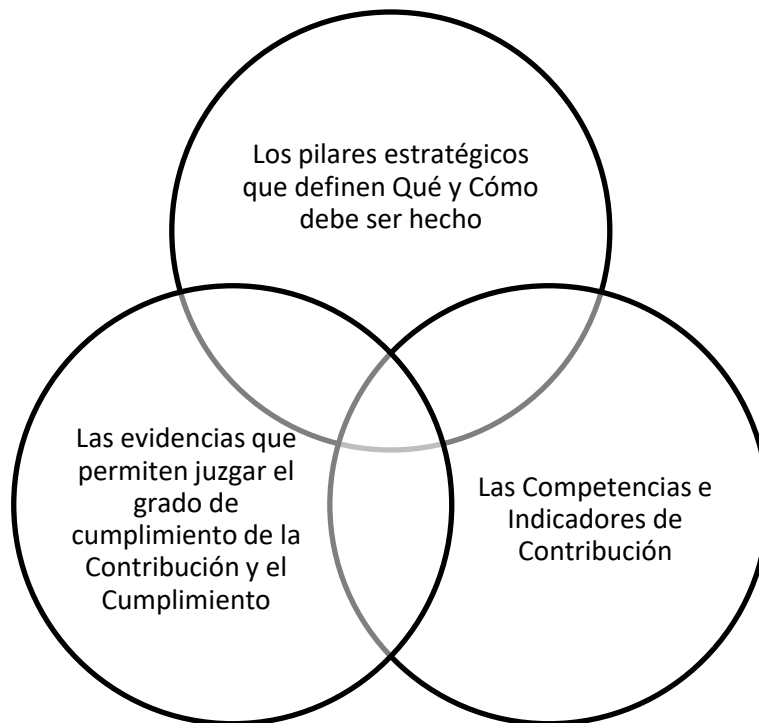 Los pilares estratégicos
que definen Qué y Cómo
debe ser hecho
Las evidencias que
permiten juzgar el
grado de
cumplimiento de la
Contribución y el
Cumplimiento
Las Competencias e
Indicadores de
Contribución